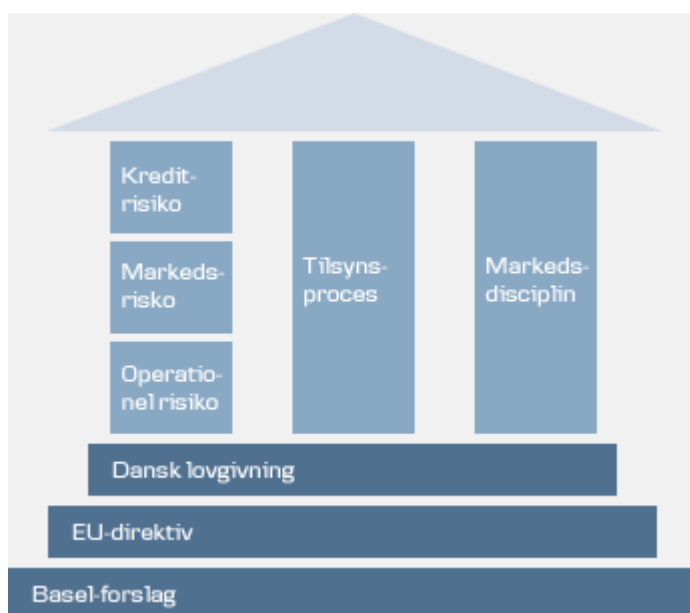 Kredit-
risiko
Markeds-
risko
Operatio-
nel risiko
Tilsyns-
proces
Markeds-
disciplin
Dansk lovgivning
EU-direktiv
Basel-forslag